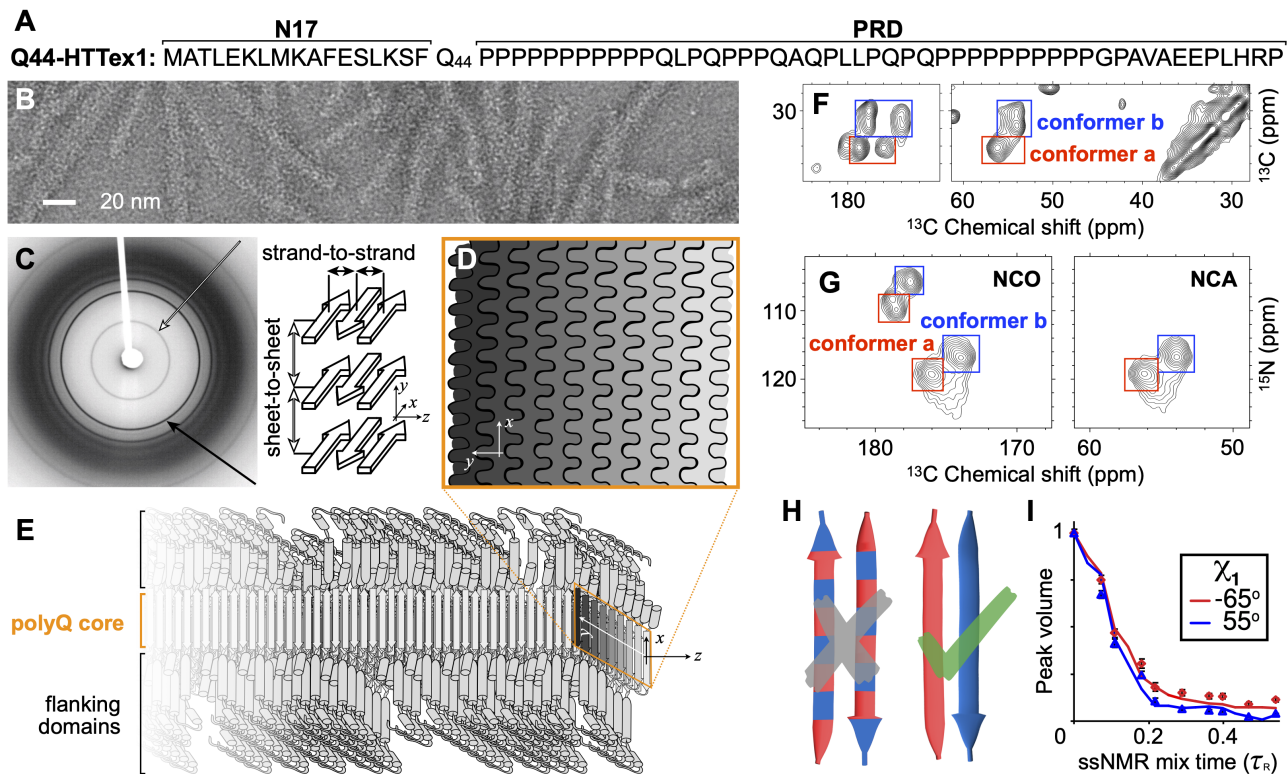 A
N17
PRD
Q44-HTTex1: MATLEKLMKAFESLKSF Q44 PPPPPPPPPPPQLPQPPPQAQPLLPQPQPPPPPPPPPPGPAVAEEPLHRP
B
20 nm
F
30
conformer b
conformer a
180
60
50
40
30
13C Chemical shift (ppm)
13C (ppm)
C
strand-to-strand
sheet-to-sheet
y
x
z
D
x
y
G
NCO
NCA
110
120
conformer b
conformer a
180
170
60
50
13C Chemical shift (ppm)
15N (ppm)
E
polyQ core
flanking
domains
x
z
H
I
1
χ1
-65º
55º
Peak volume
0
0.2
0.4
ssNMR mix time (τR)